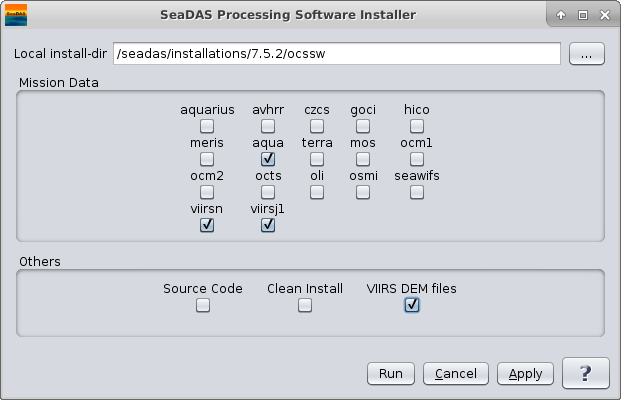 SeaDAS
SeaDAS Processing Software Installer
Local install-dir /seadas/installations/7.5.2/ocssw ...
Mission Data
aquarius avhrr czcs goci hico
meris aqua terra mos ocm1
ocm2 octs oli osmi seawifs
viirsn viirsj1
Others
Source Code Clean Install VIIRS DEM files
Run Cancel Apply ?